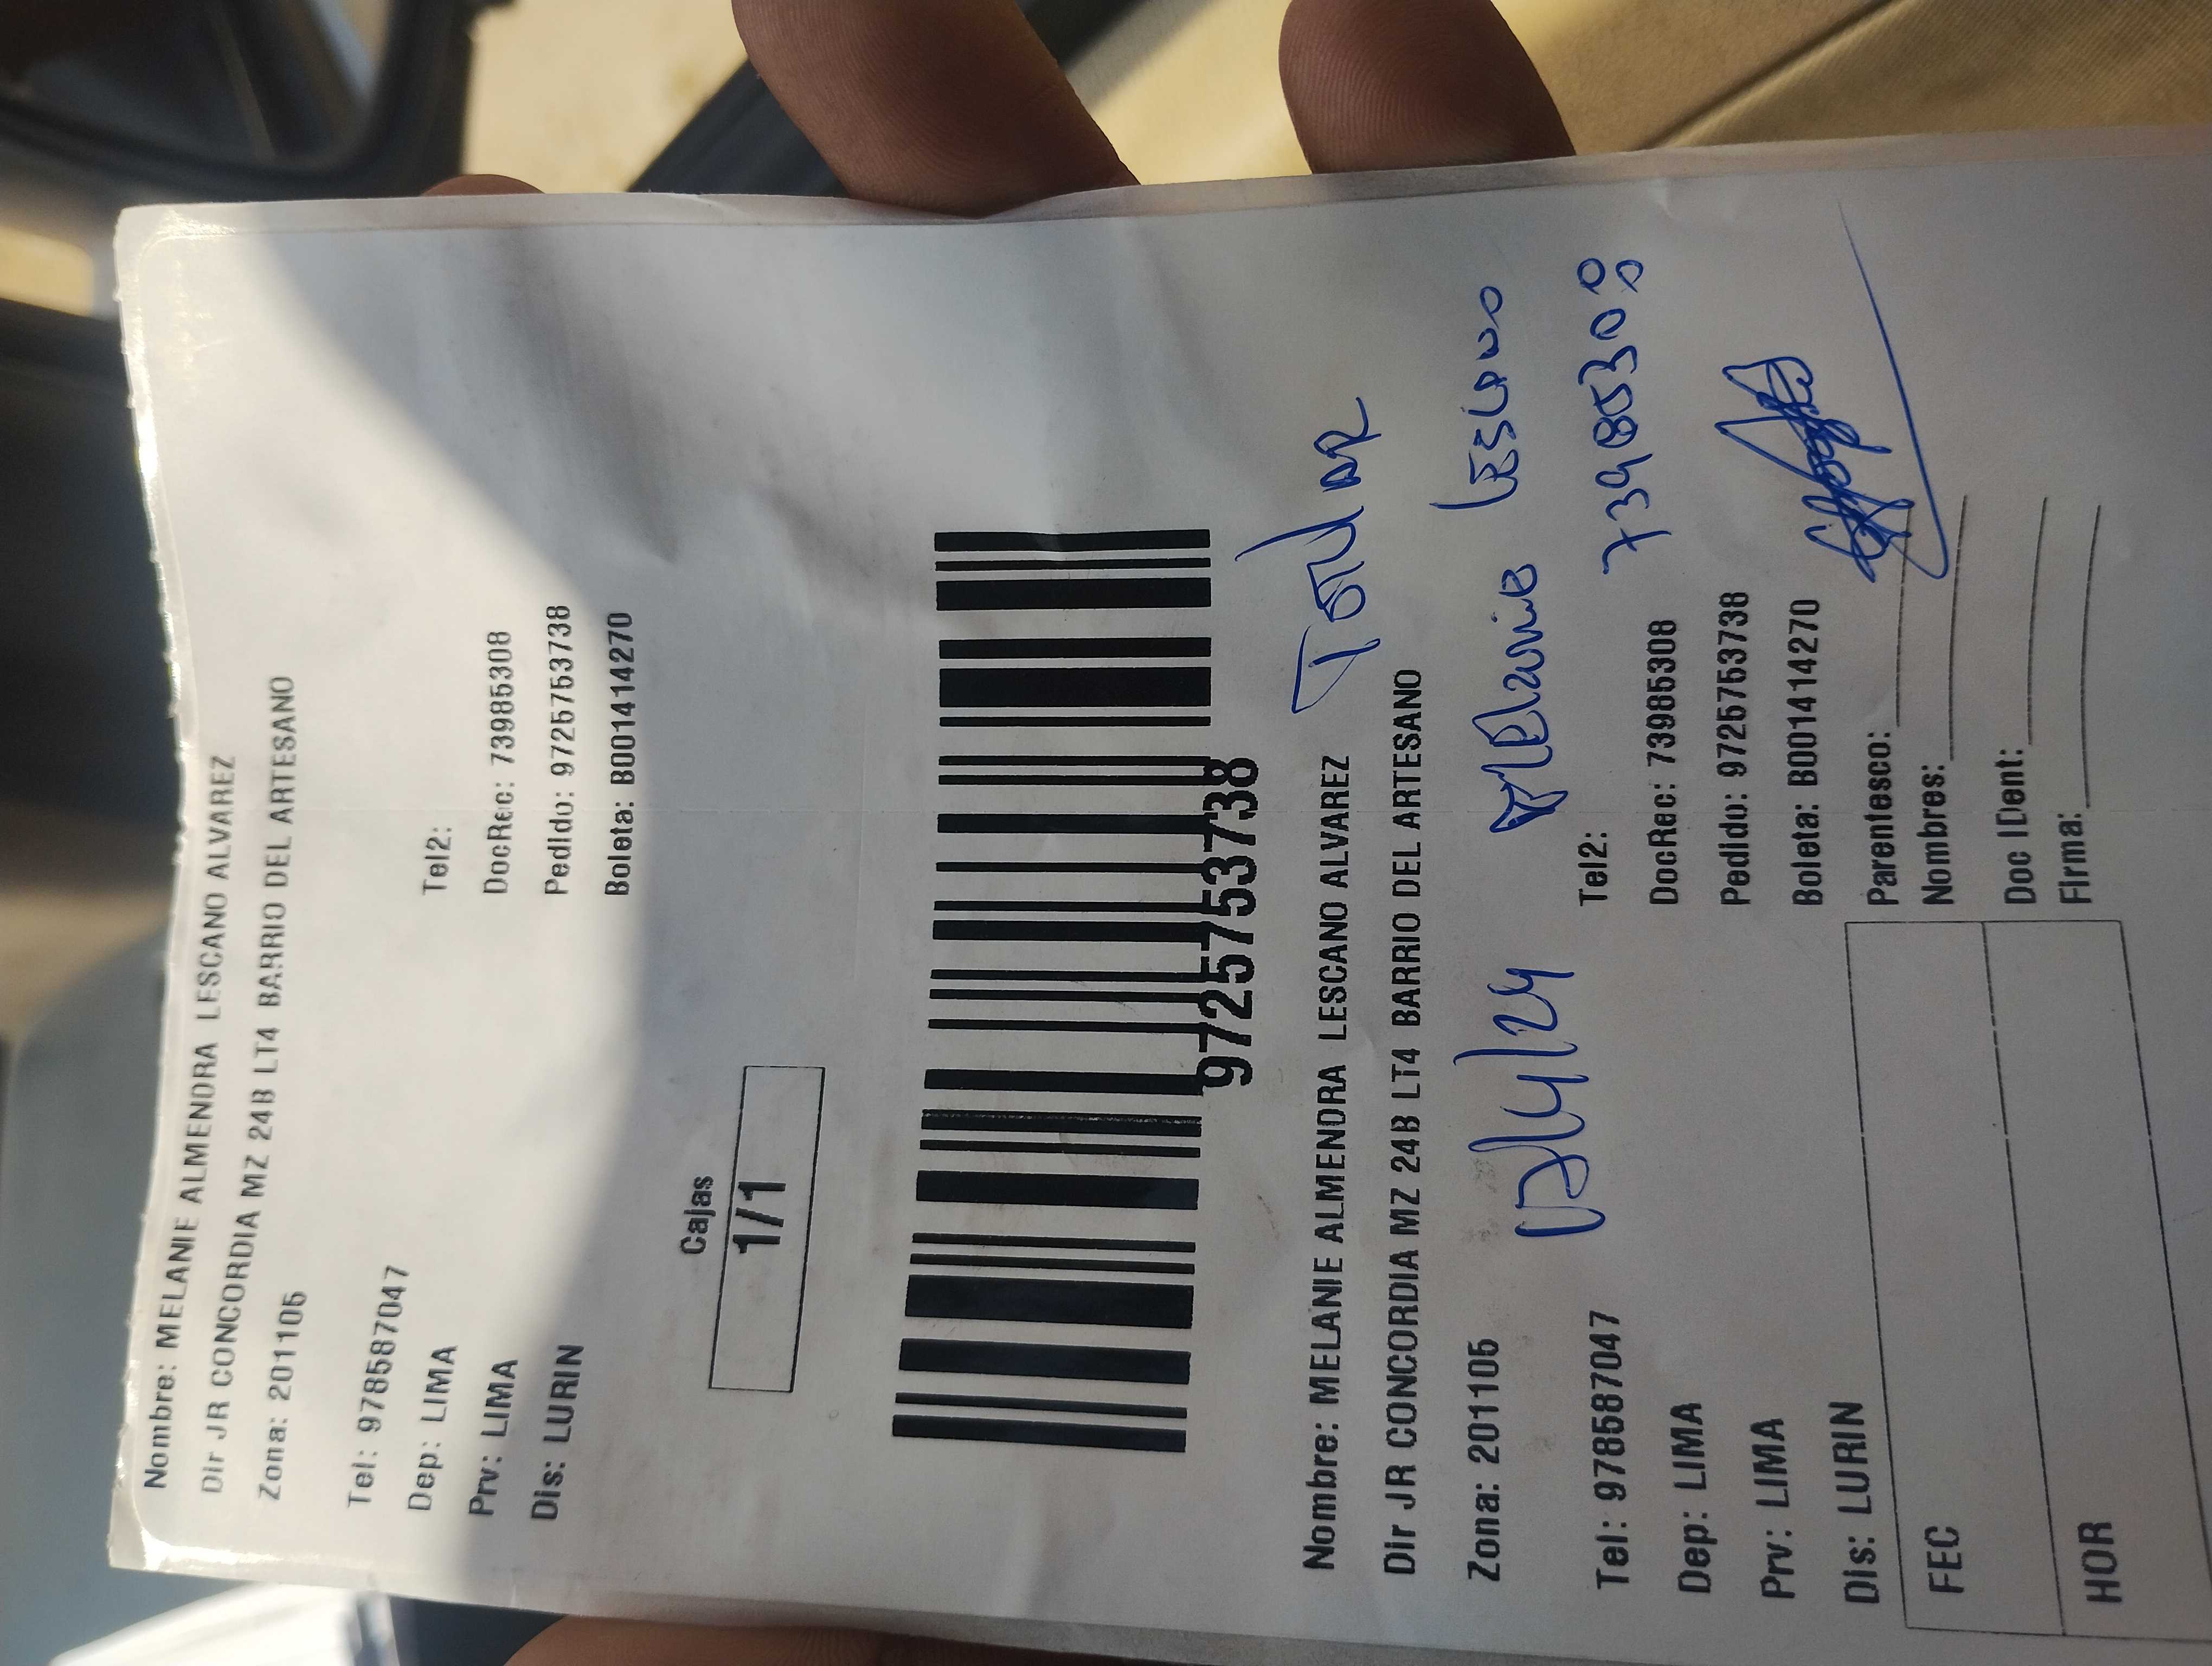 Nombre: MELANIE ALMENDRA LESCANO ALVAREZ
Dir JR CONCORDIA MZ 24B LT4 BARRIO DEL ARTESANO
Zona: 201105
Tel: 978587047 Tel2:
Dep: LIMA DocRec: 73985308
Prv: LIMA Pedido: 9725753738
Dis: LURIN Boleta: B001414270
Cajas
1/1
9725753738
Titular
Nombre: MELANIE ALMENDRA LESCANO ALVAREZ
Dir JR CONCORDIA MZ 24B LT4 BARRIO DEL ARTESANO
Zona: 201105
12/4/24 Melanie Lescano
Tel: 978587047 Tel2: 73985308
Dep: LIMA DocRec: 73985308
Prv: LIMA Pedido: 9725753738
Dis: LURIN Boleta: B001414270
FEC Parentesco:
Nombres:
HOR Doc IDent:
Firma: